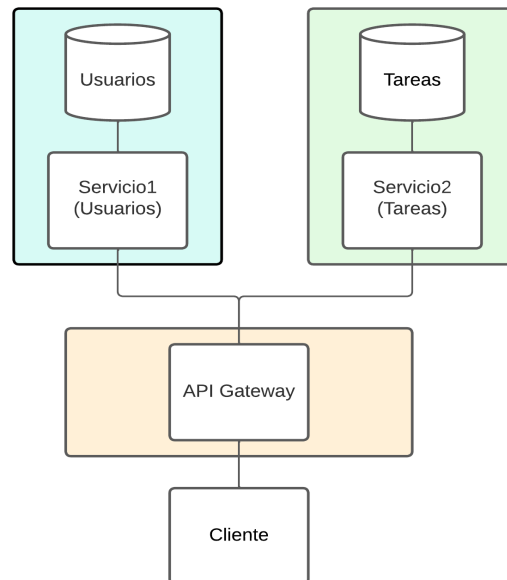 Usuarios
Tareas
Servicio1
(Usuarios)
Servicio2
(Tareas)
API Gateway
Cliente